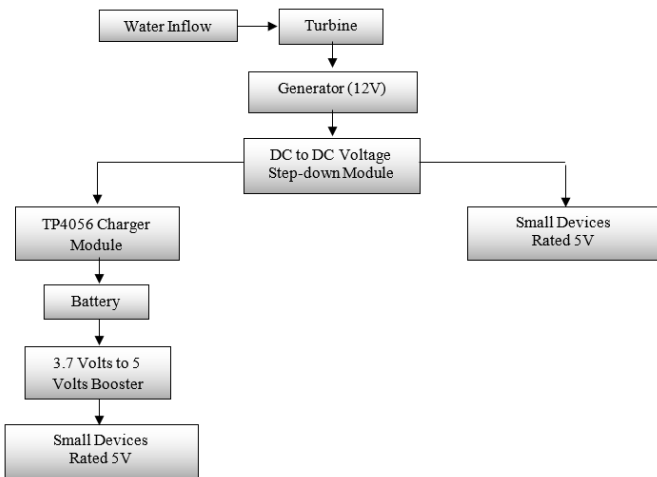 Water Inflow
Turbine
Generator (12V)
DC to DC Voltage
Step-down Module
TP4056 Charger
Module
Small Devices
Rated 5V
Battery
3.7 Volts to 5
Volts Booster
Small Devices
Rated 5V